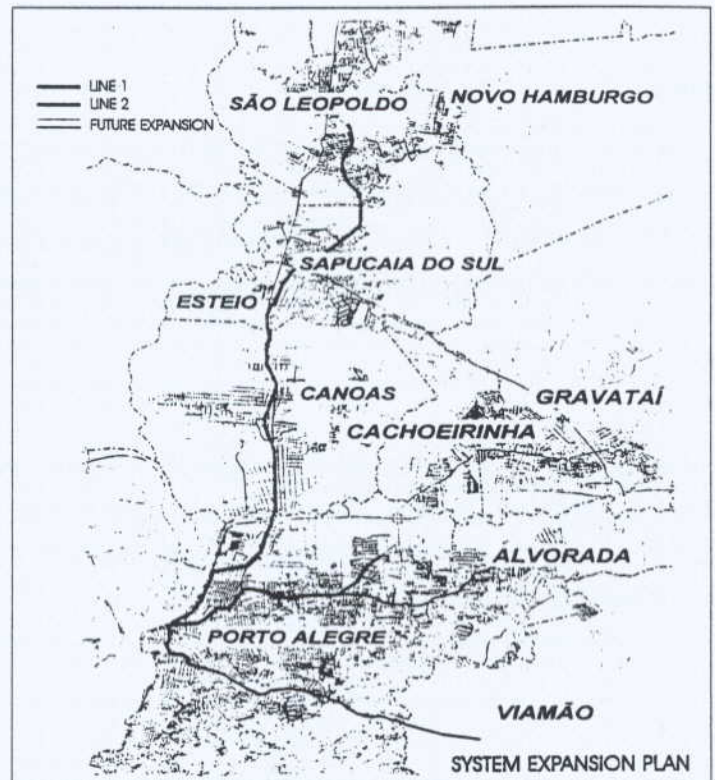 LINE 1
LINE 2
FUTURE EXPANSION
SÃO LEOPOLDO
NOVO HAMBURGO
SAPUCAIA DO SUL
ESTEIO
CANOAS
GRAVATAÍ
CACHOEIRINHA
ALVORADA
PORTO ALEGRE
VIAMÃO
SYSTEM EXPANSION PLAN